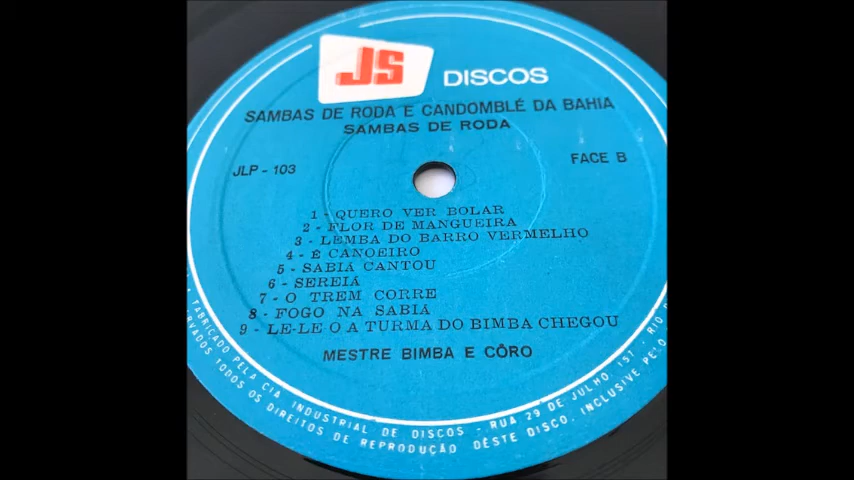 JS DISCOS
SAMBAS DE RODA E CANDOMBLÉ DA BAHIA
SAMBAS DE RODA
JLP - 103
FACE B
1 - QUERO VER BOLAR
2 - FLOR DE MANGUEIRA
3 - LEMBA DO BARRO VERMELHO
4 - É CANOEIRO
5 - SABIÁ CANTOU
6 - SEREIÁ
7 - O TREM CORRE
8 - FOGO NA SABIÁ
9 - LE-LE O A TURMA DO BIMBA CHEGOU
MESTRE BIMBA E CÔRO
FABRICADO PELA CIA INDUSTRIAL DE DISCOS - RUA 29 DE JULHO, 157 - RIO
TODOS OS DIREITOS DE REPRODUÇÃO DÊSTE DISCO, INCLUSIVE PELO